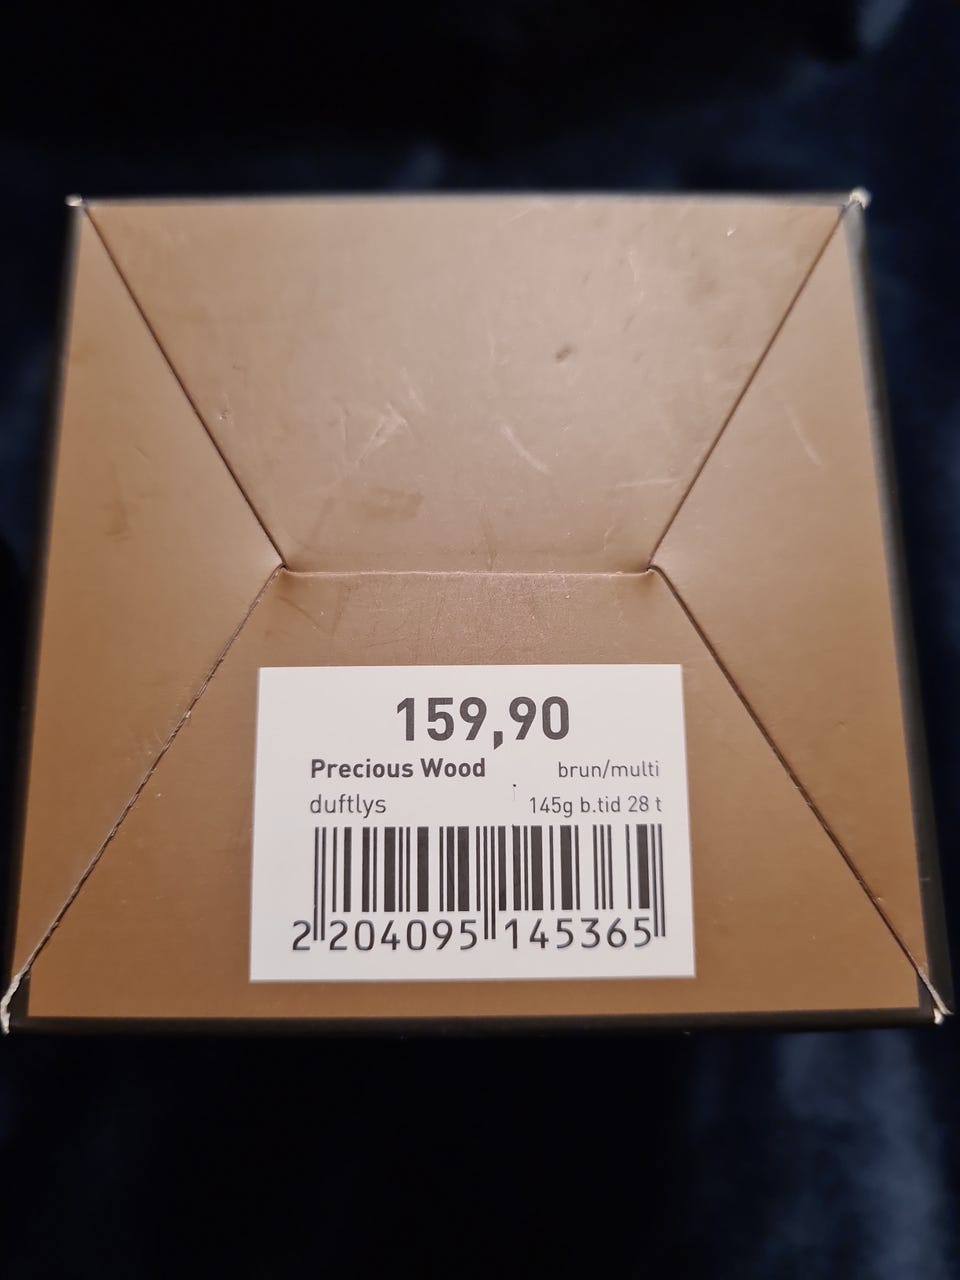 159,90
Precious Wood brun/multi
duftlys 145g b.tid 28 t
2 204095 145365